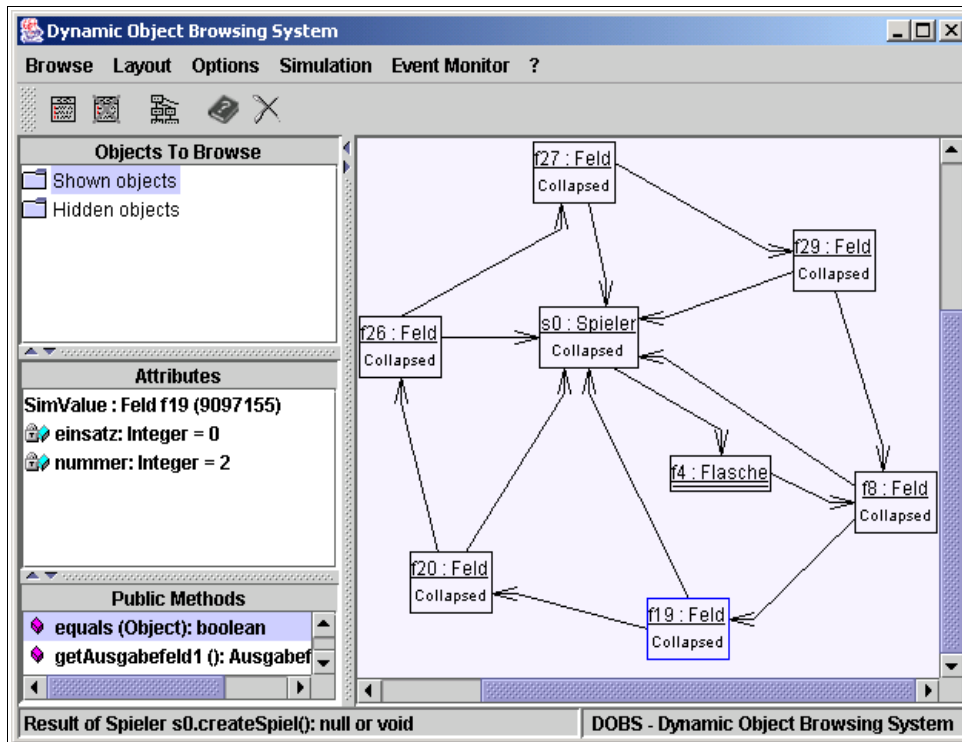 Dynamic Object Browsing System
Browse Layout Options Simulation Event Monitor ?
Objects To Browse
Shown objects
Hidden objects
Attributes
SimValue : Feld f19 (9097155)
einsatz: Integer = 0
nummer: Integer = 2
Public Methods
equals (Object): boolean
getAusgabefeld1 (): Ausgabef
f27 : Feld
Collapsed
f29 : Feld
Collapsed
s0 : Spieler
Collapsed
f26 : Feld
Collapsed
f4 : Flasche
f8 : Feld
Collapsed
f20 : Feld
Collapsed
f19 : Feld
Collapsed
Result of Spieler s0.createSpiel(): null or void
DOBS - Dynamic Object Browsing System